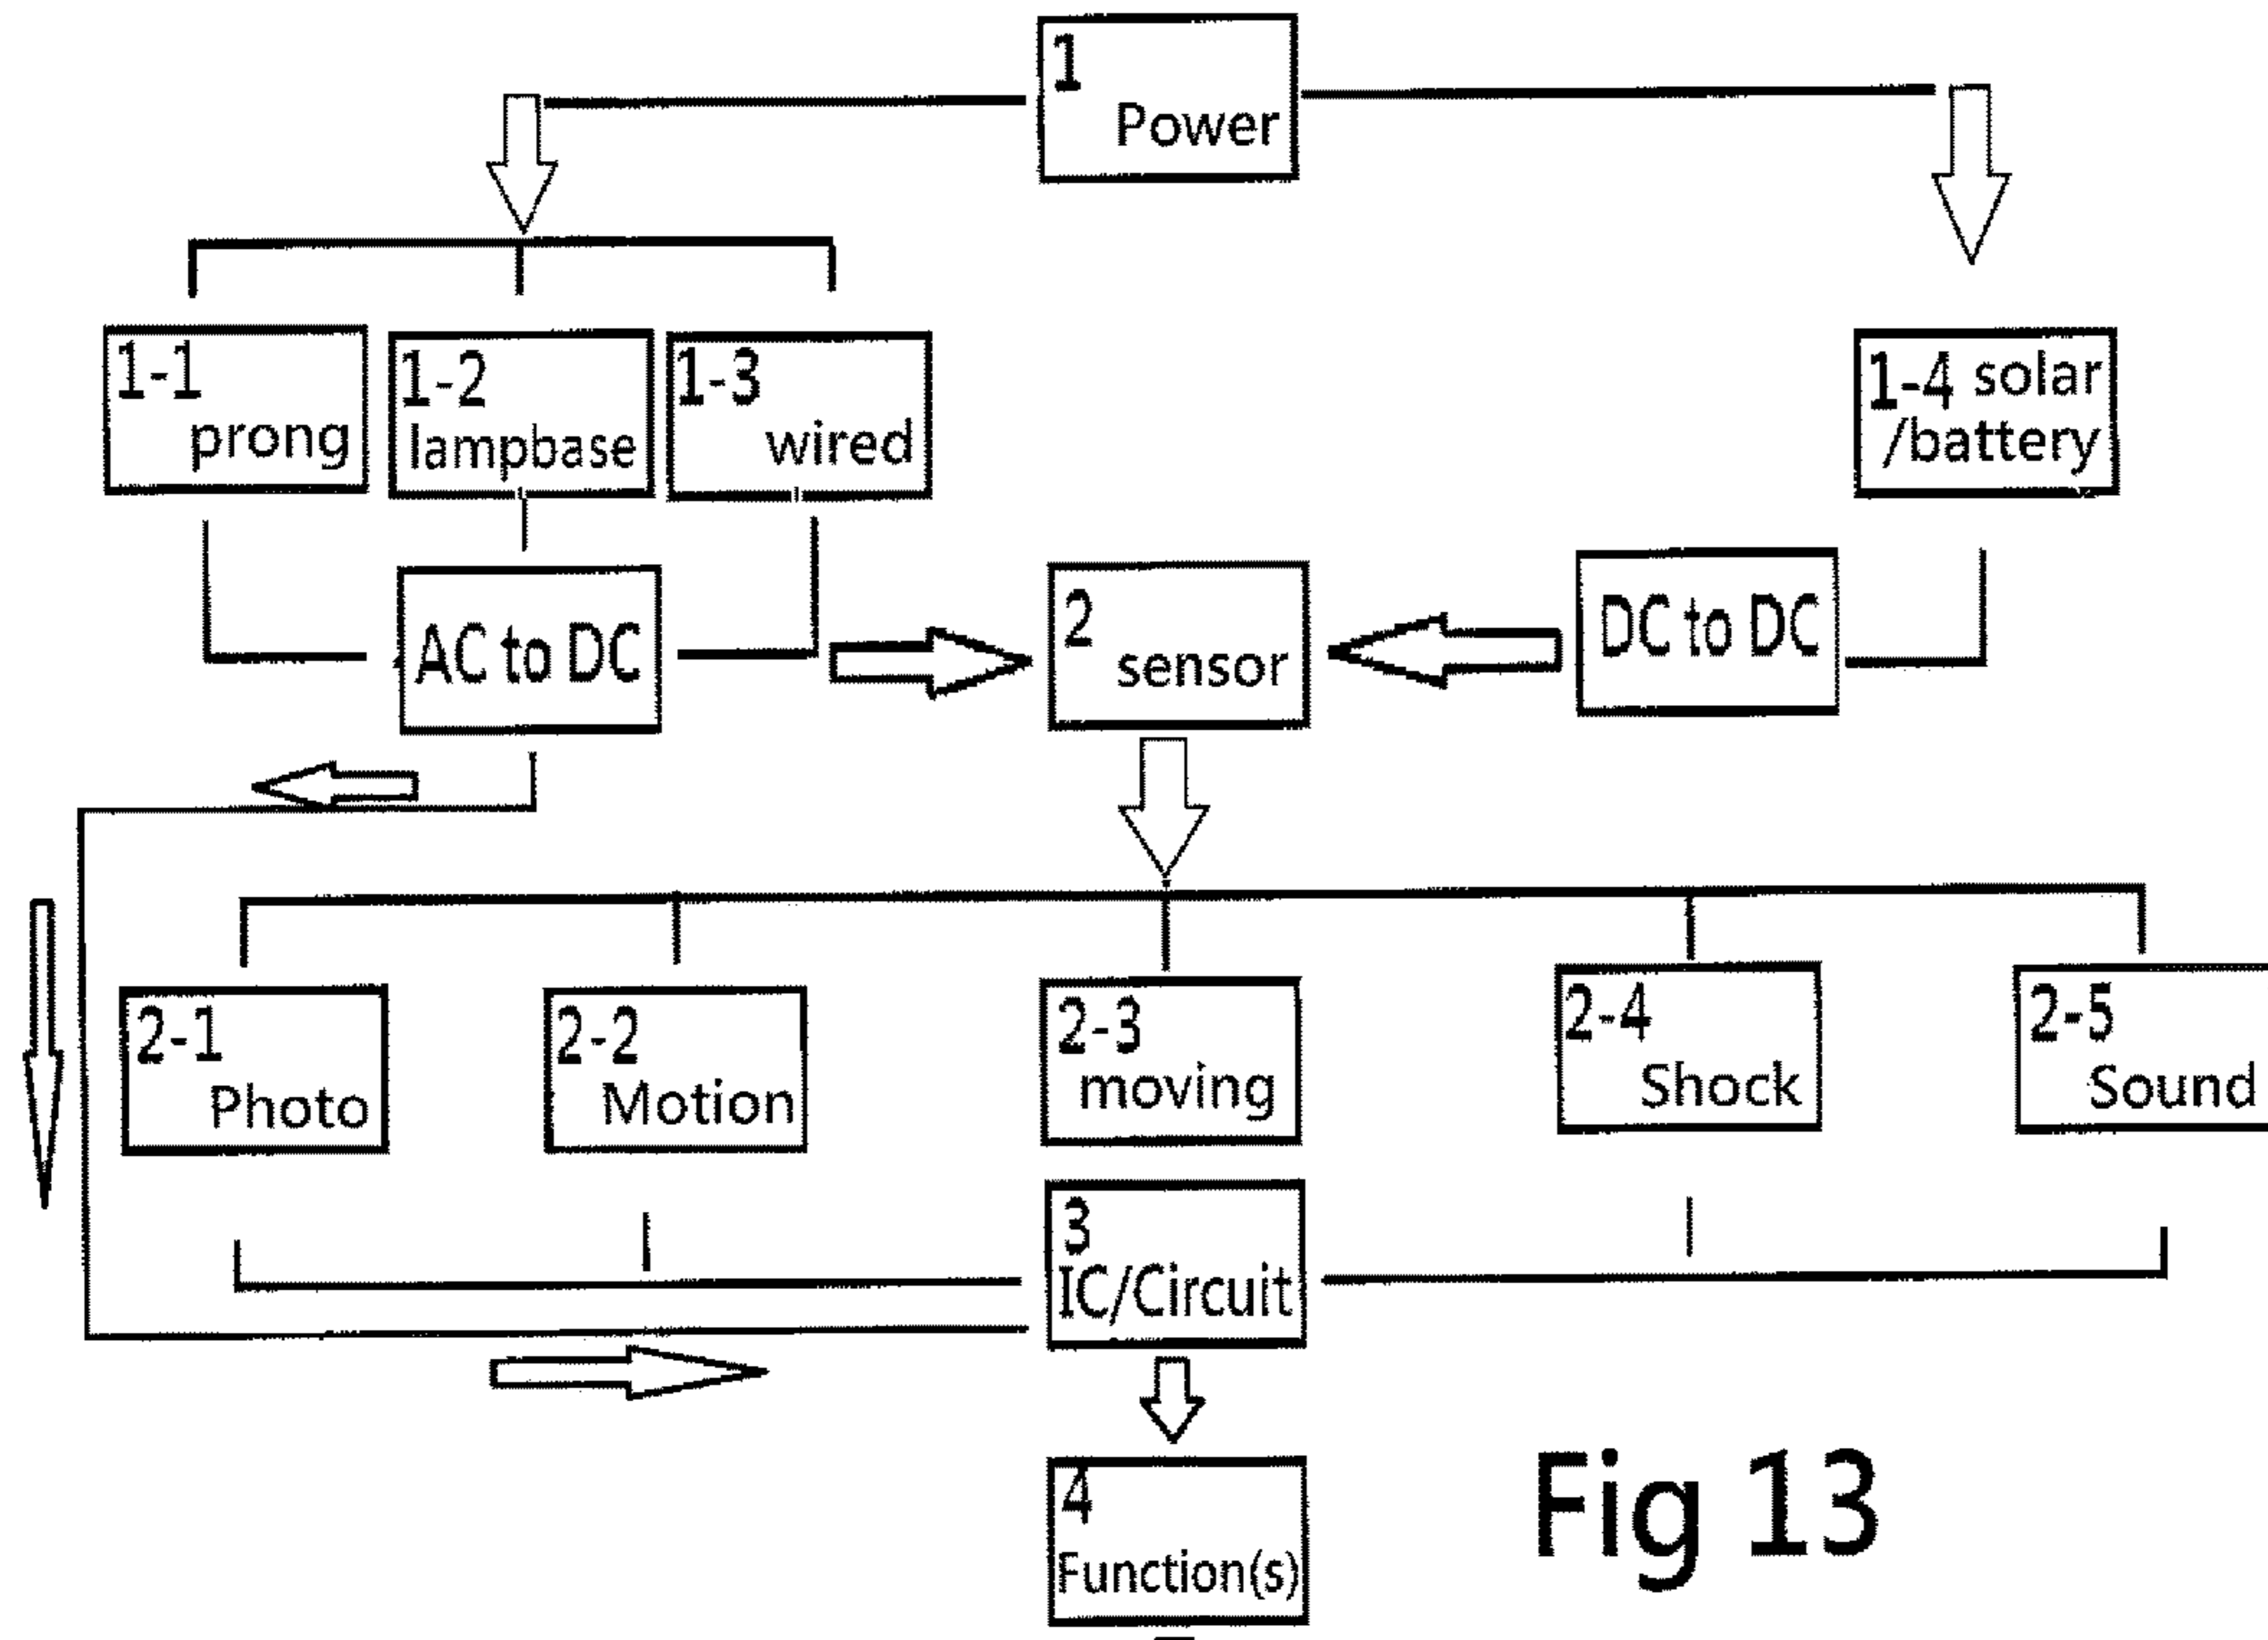 1
Power
1-1
prong
1-2
lampbase
1-3
wired
1-4 solar
/battery
AC to DC
2
sensor
DC to DC
2-1
Photo
2-2
Motion
2-3
moving
2-4
Shock
2-5
Sound
3
IC/Circuit
4
Function(s)
Fig 13